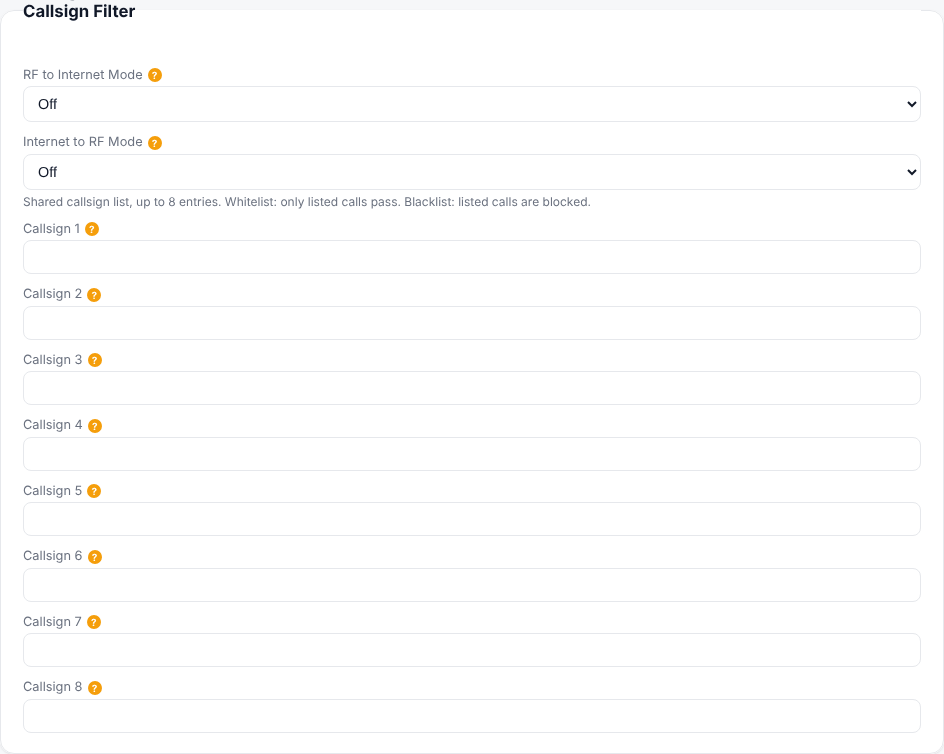 Callsign Filter
RF to Internet Mode ?
Off
Internet to RF Mode ?
Off
Shared callsign list, up to 8 entries. Whitelist: only listed calls pass. Blacklist: listed calls are blocked.
Callsign 1 ?
Callsign 2 ?
Callsign 3 ?
Callsign 4 ?
Callsign 5 ?
Callsign 6 ?
Callsign 7 ?
Callsign 8 ?